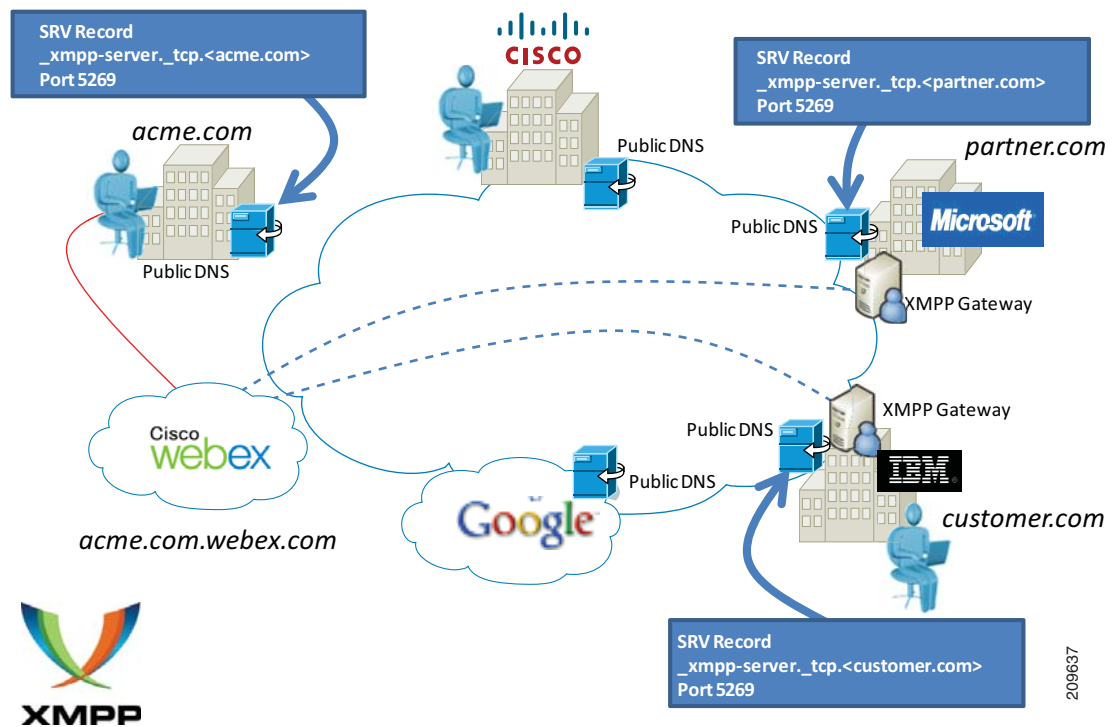 SRV Record
_xmpp-server._tcp.<acme.com>
Port 5269
CISCO
SRV Record
_xmpp-server._tcp.<partner.com>
Port 5269
acme.com
Public DNS
partner.com
Public DNS
Microsoft
Public DNS
XMPP Gateway
XMPP Gateway
Public DNS
Cisco
webex
IBM
Public DNS
Google
customer.com
acme.com.webex.com
SRV Record
_xmpp-server._tcp.<customer.com>
Port 5269
209637
XMPP